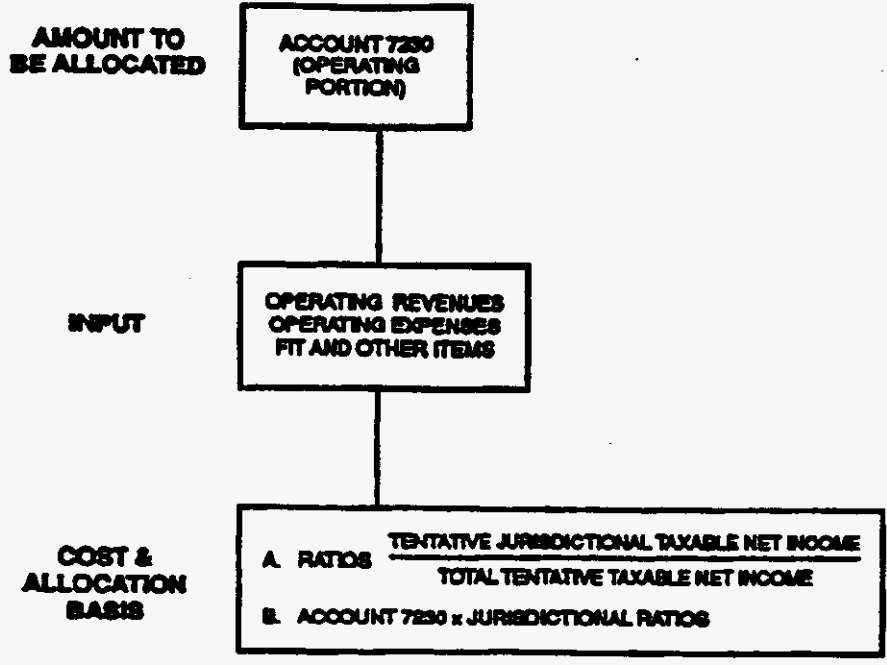 AMOUNT TO
BE ALLOCATED
ACCOUNT 7230
(OPERATING
PORTION)
INPUT
OPERATING REVENUES
OPERATING EXPENSES
FIT AND OTHER ITEMS
COST &
ALLOCATION
BASIS
A. RATIOS
TENTATIVE JURISDICTIONAL TAXABLE NET INCOME
TOTAL TENTATIVE TAXABLE NET INCOME
B. ACCOUNT 7230 x JURISDICTIONAL RATIOS